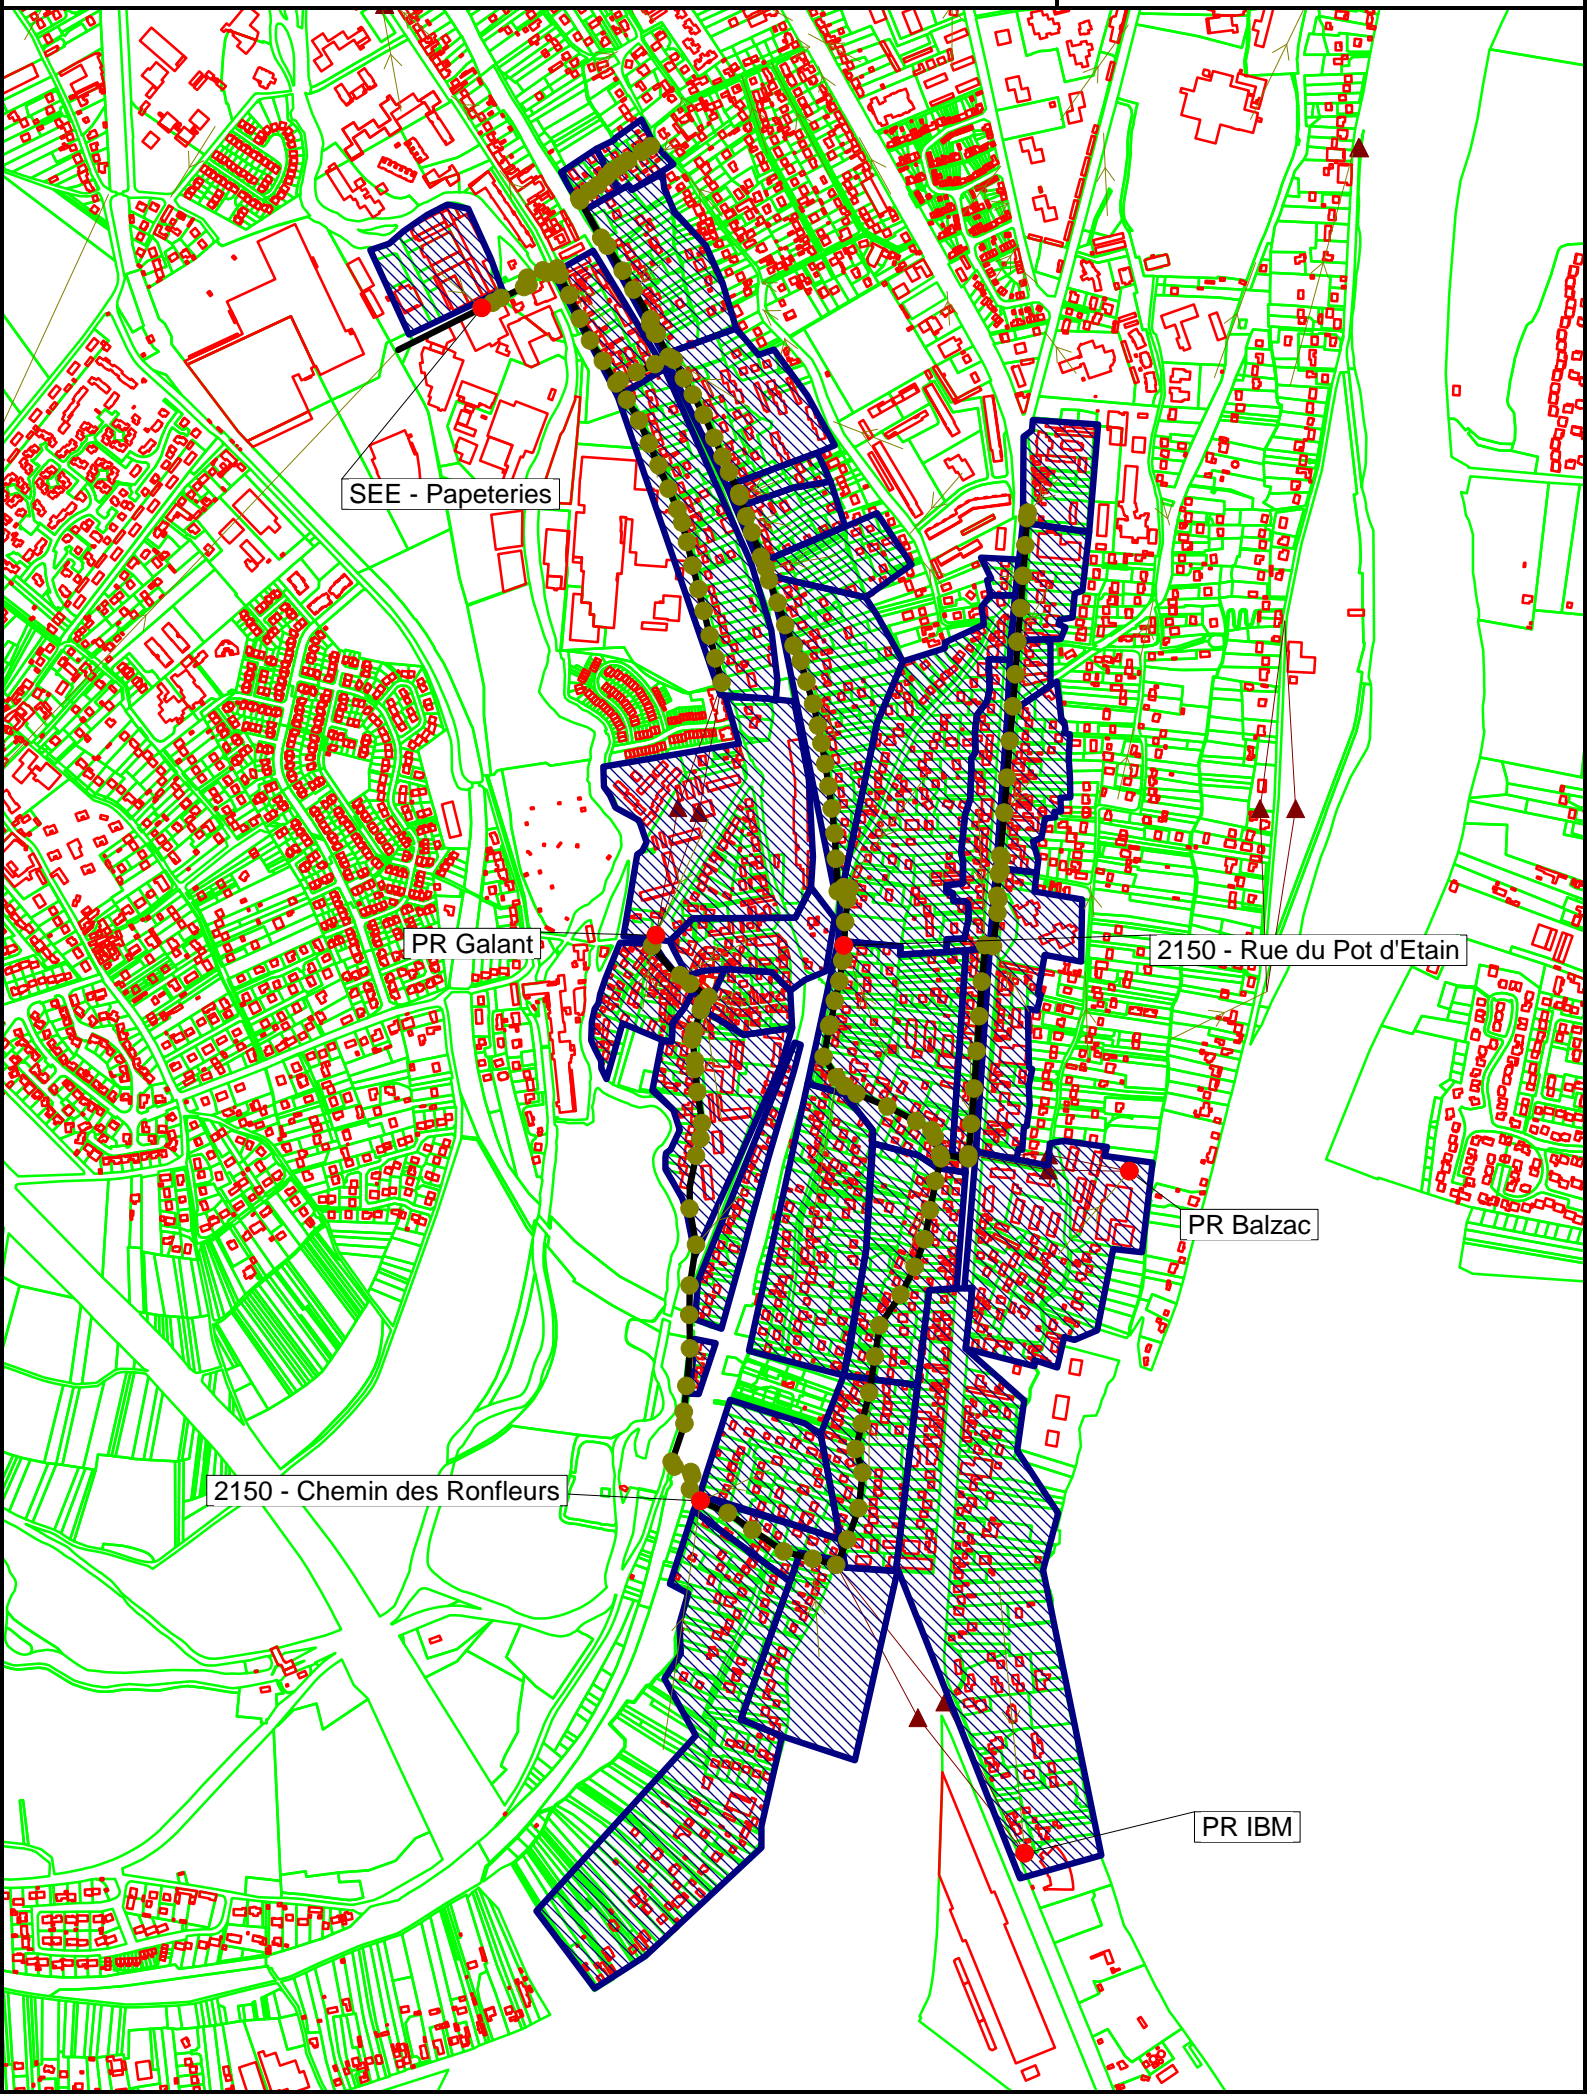 SEE - Papeteries
PR Galant
2150 - Rue du Pot d'Etain
PR Balzac
2150 - Chemin des Ronfleurs
PR IBM